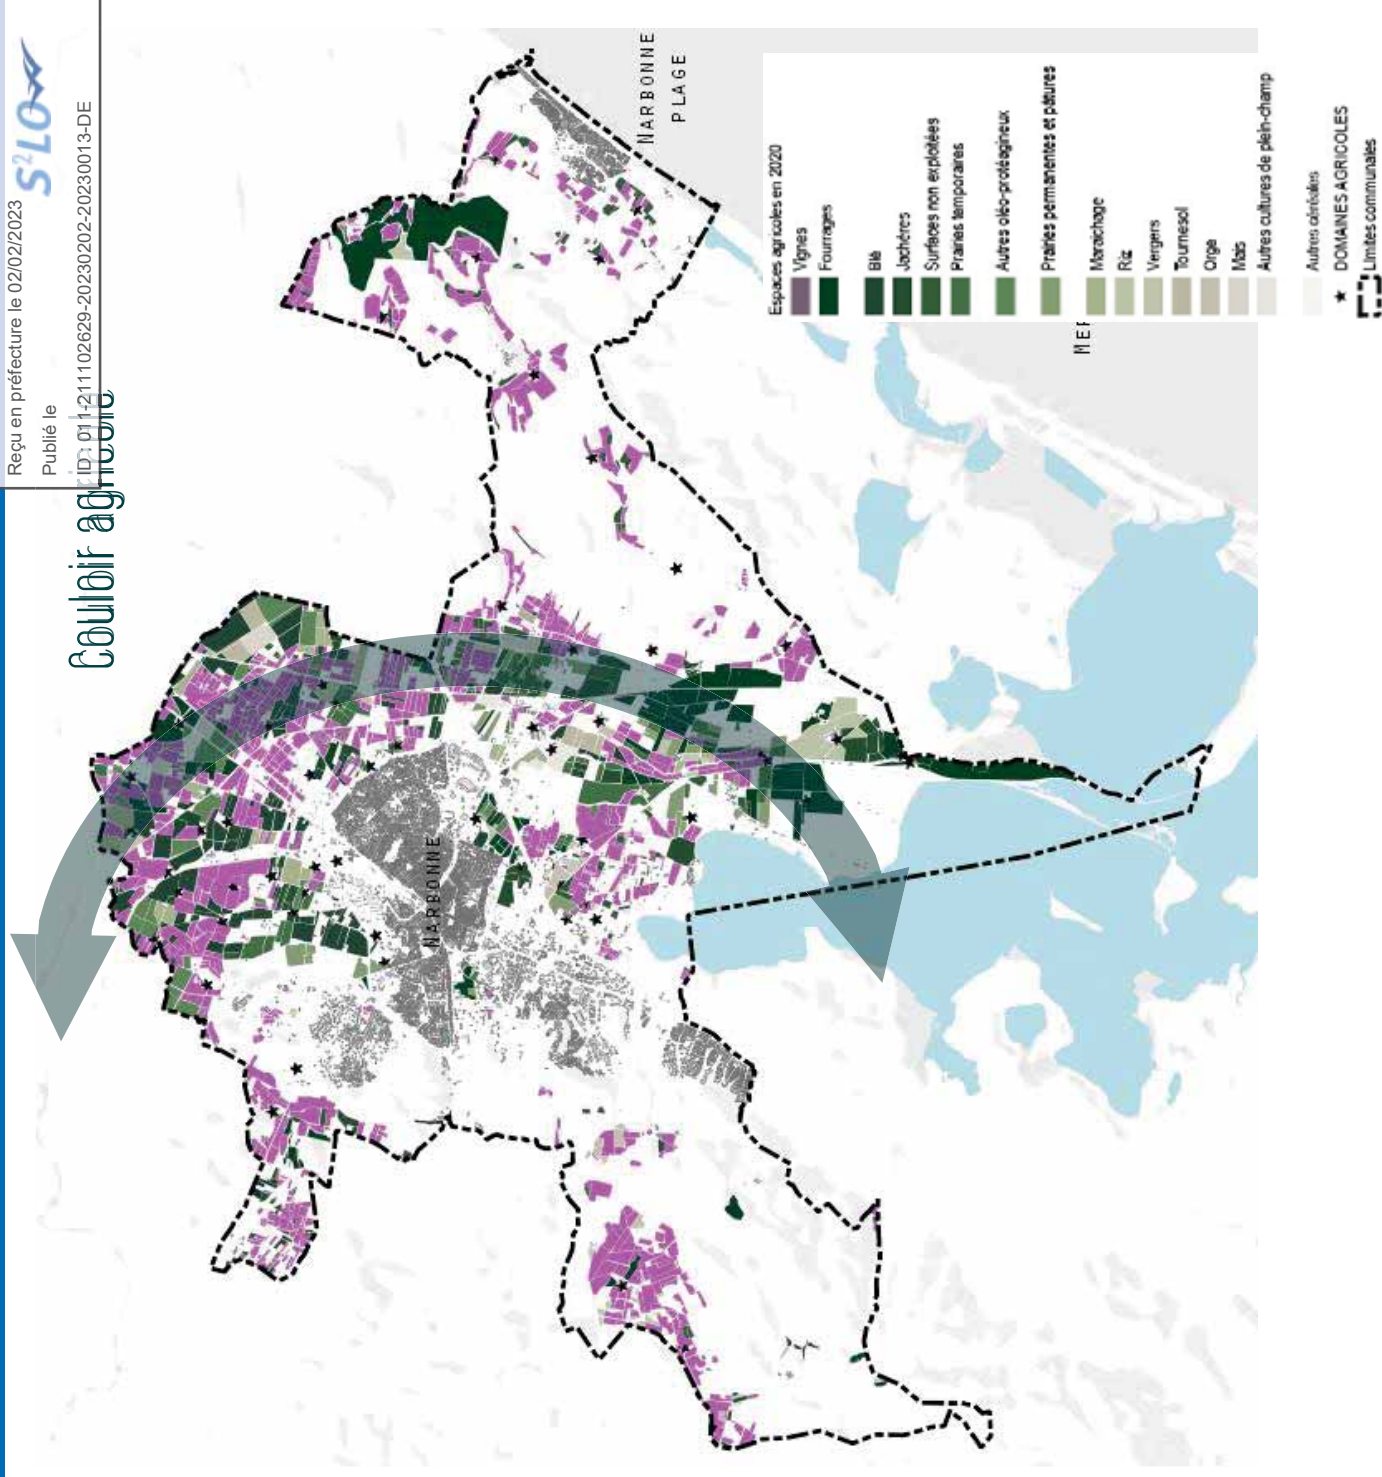 Reçu en préfecture le 02/02/2023
Publié le
S²LOW
ID : 011-211102629-20230202-20230013-DE
Couloir agricole
NARBONNE
PLAGE
NARBONNE
MER
Espaces agricoles en 2020
Vignes
Fourrages
Blé
Jachères
Surfaces non exploitées
Prairies temporaires
Autres oléo-protéagineux
Prairies permanentes et pâtures
Maraichage
Riz
Vergers
Tournesol
Orge
Maïs
Autres cultures de plein-champ
Autres céréales
DOMAINES AGRICOLES
Limites communales